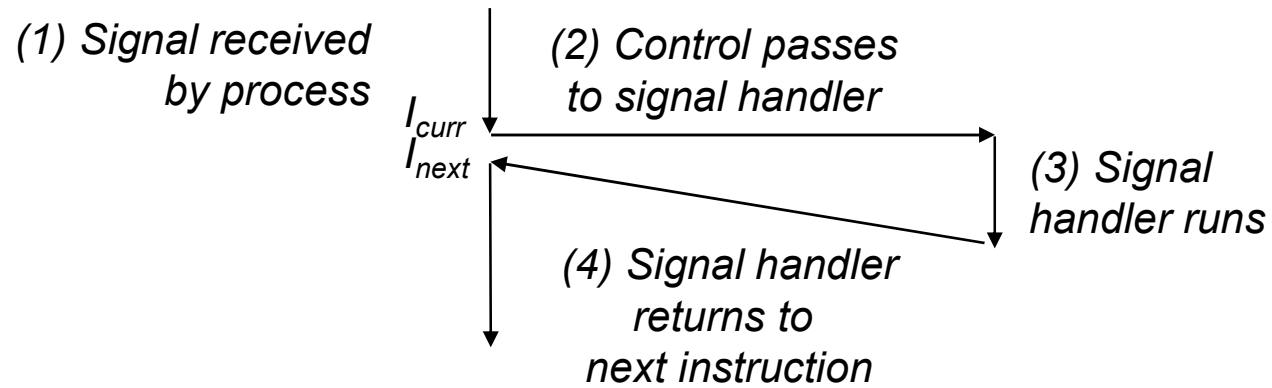 (1) Signal received
by process
(2) Control passes
to signal handler
I_curr
I_next
(3) Signal
handler runs
(4) Signal handler
returns to
next instruction